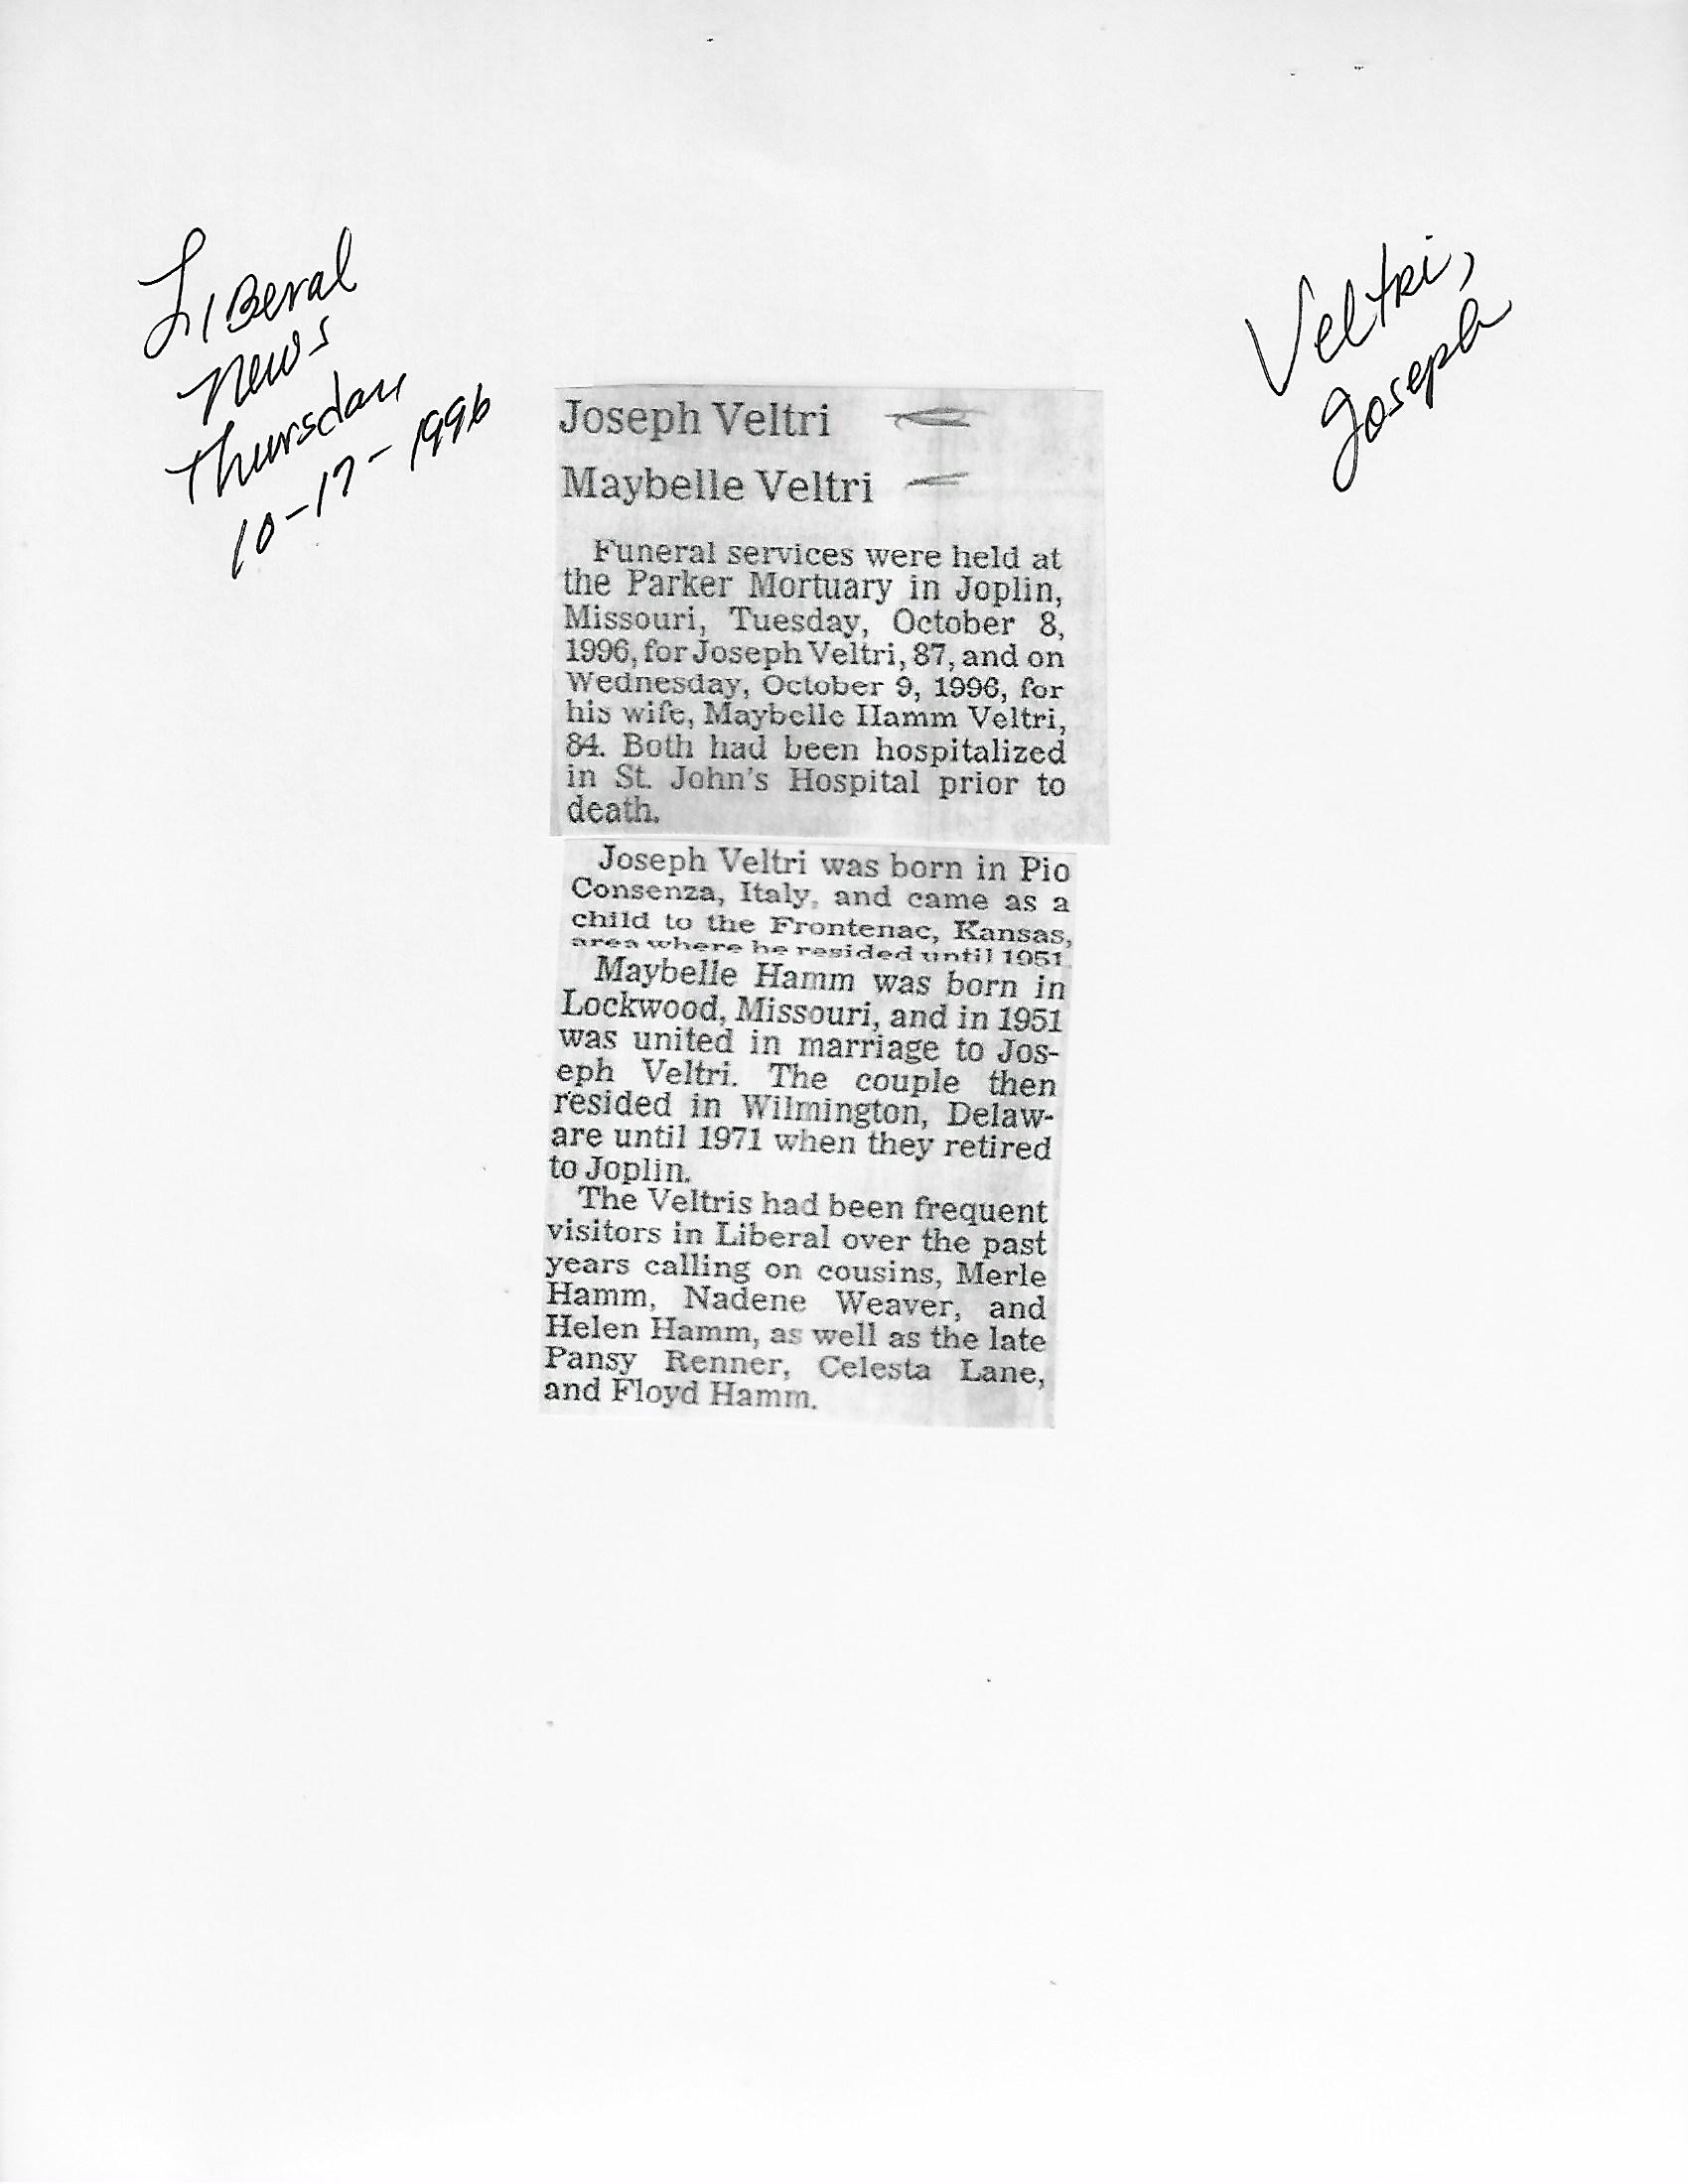 Liberal
News
Thursday
10-17-1996
Veltri,
Joseph
Joseph Veltri
Maybelle Veltri
Funeral services were held at
the Parker Mortuary in Joplin,
Missouri, Tuesday, October 8,
1996, for Joseph Veltri, 87, and on
Wednesday, October 9, 1996, for
his wife, Maybelle Hamm Veltri,
84. Both had been hospitalized
in St. John's Hospital prior to
death.
Joseph Veltri was born in Pio
Consenza, Italy, and came as a
child to the Frontenac, Kansas,
area where he resided until 1951
Maybelle Hamm was born in
Lockwood, Missouri, and in 1951
was united in marriage to Jos-
eph Veltri. The couple then
resided in Wilmington, Delaw-
are until 1971 when they retired
to Joplin.
The Veltris had been frequent
visitors in Liberal over the past
years calling on cousins, Merle
Hamm, Nadene Weaver, and
Helen Hamm, as well as the late
Pansy Renner, Celesta Lane,
and Floyd Hamm.